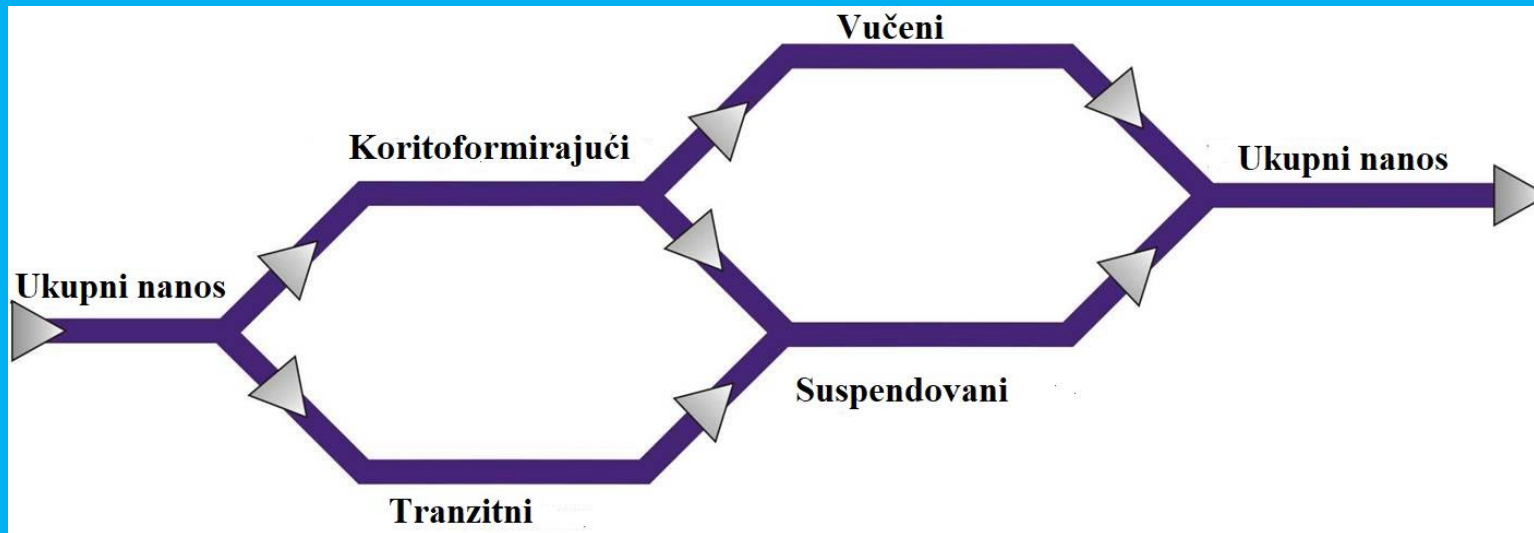 Vučeni
Koritoformirajući
Ukupni nanos
Ukupni nanos
Suspendovani
Tranzitni